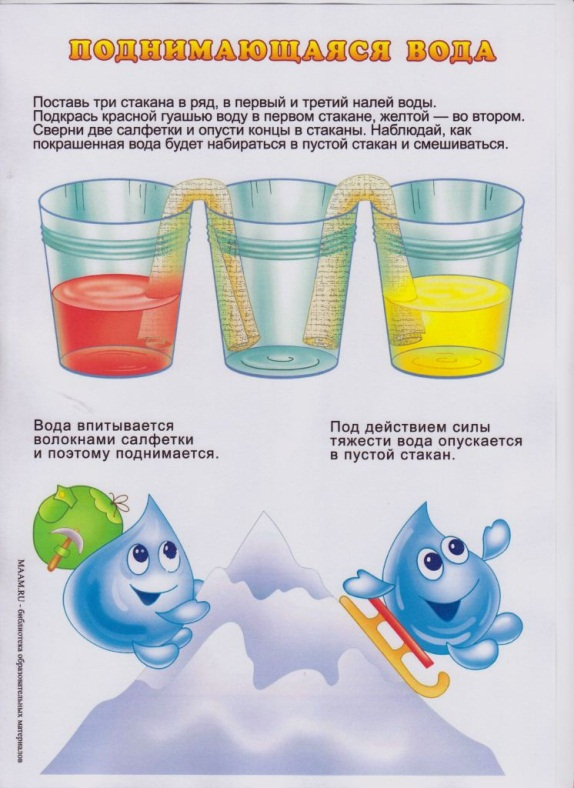 ПОДНИМАЮЩАЯСЯ ВОДА
Поставь три стакана в ряд, в первый и третий налей воды.
Подкрась красной гуашью воду в первом стакане, желтой — во втором.
Сверни две салфетки и опусти концы в стаканы. Наблюдай, как
покрашенная вода будет набираться в пустой стакан и смешиваться.
Вода впитывается
волокнами салфетки
и поэтому поднимается.
Под действием силы
тяжести вода опускается
в пустой стакан.
MAAM.RU - библиотека образовательных материалов